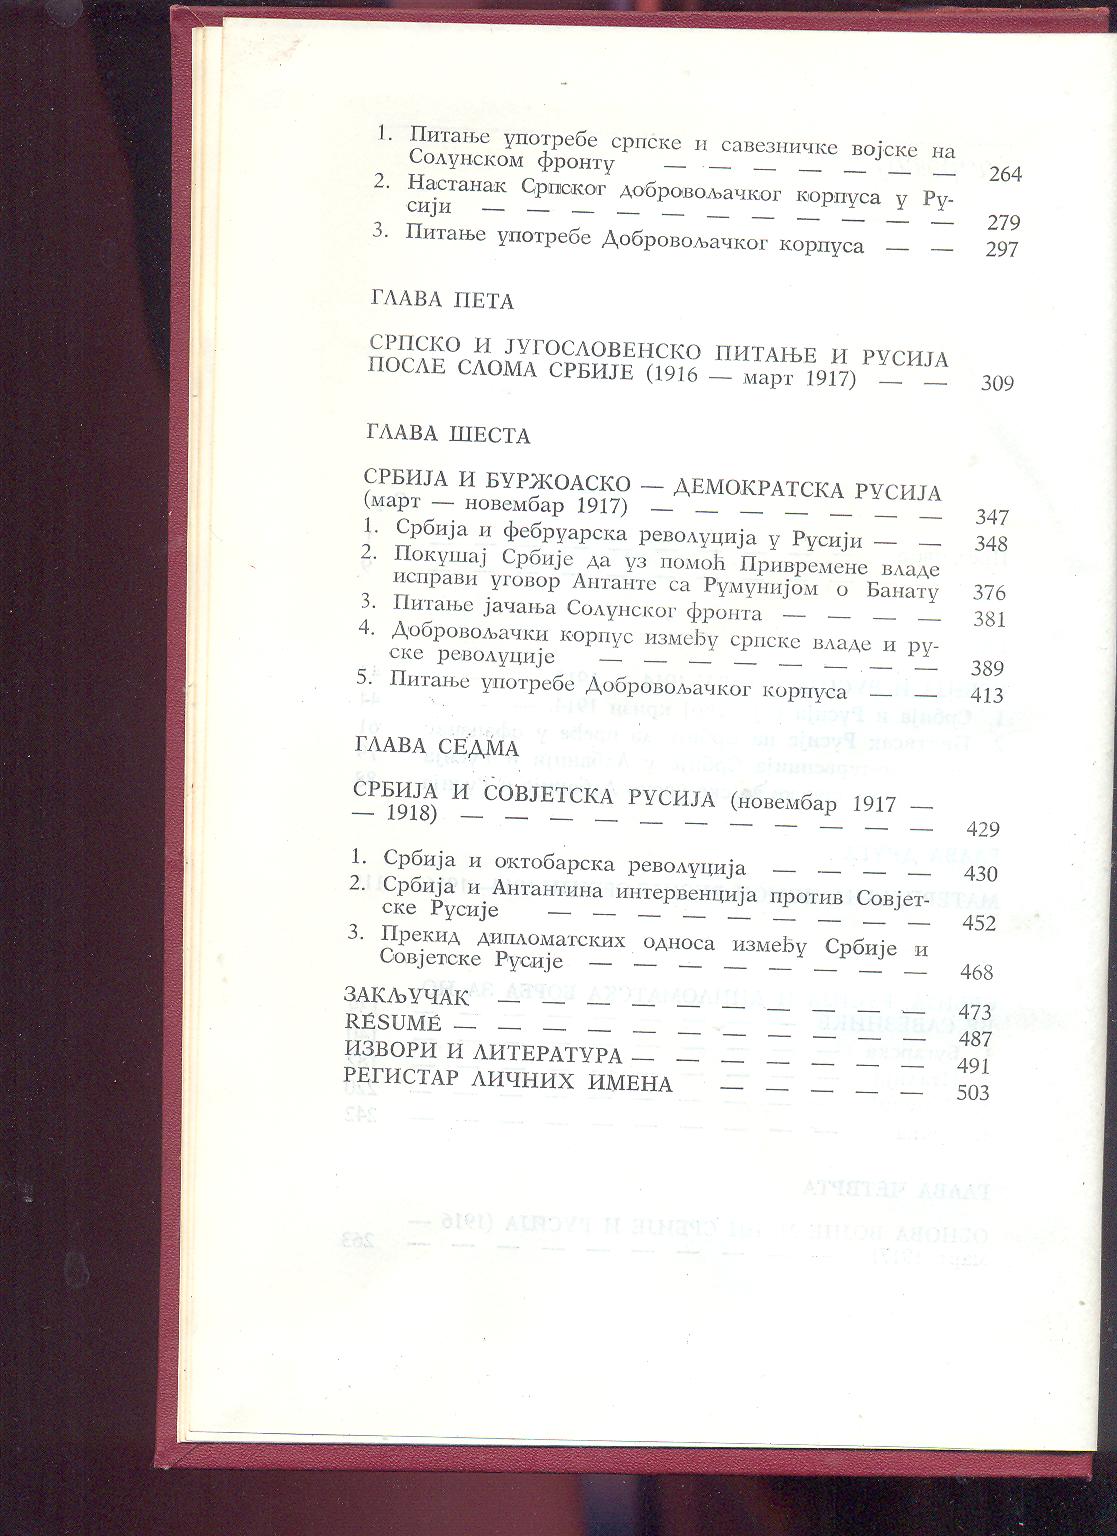 1. Питање употребе српске и савезничке војске на
Солунском фронту — — — — — — — 264
2. Настанак Српског добровољачког корпуса у Ру-
сији — — — — — — — — — — — 279
3. Питање употребе Добровољачког корпуса — — 297
ГЛАВА ПЕТА
СРПСКО И ЈУГОСЛОВЕНСКО ПИТАЊЕ И РУСИЈА
ПОСЛЕ СЛОМА СРБИЈЕ (1916 — март 1917) — — 309
ГЛАВА ШЕСТА
СРБИЈА И БУРЖОАСКО — ДЕМОКРАТСКА РУСИЈА
(март — новембар 1917) — — — — — — — 347
1. Србија и фебруарска револуција у Русији — — 348
2. Покушај Србије да уз помоћ Привремене владе
исправи уговор Антанте са Румунијом о Банату 376
3. Питање јачања Солунског фронта — — — — 381
4. Добровољачки корпус између српске владе и ру-
ске револуције — — — — — — — — 389
5. Питање употребе Добровољачког корпуса — — 413
ГЛАВА СЕДМА
СРБИЈА И СОВЈЕТСКА РУСИЈА (новембар 1917 —
— 1918) — — — — — — — — — — — 429
1. Србија и октобарска револуција — — — — 430
2. Србија и Антантина интервенција против Совјет-
ске Русије — — — — — — — — — 452
3. Прекид дипломатских односа између Србије и
Совјетске Русије — — — — — — — — 468
ЗАКЉУЧАК — — — — — — — — — — 473
RÉSUMÉ — — — — — — — — — — — 487
ИЗВОРИ И ЛИТЕРАТУРА — — — — — — — 491
РЕГИСТАР ЛИЧНИХ ИМЕНА — — — — — 503